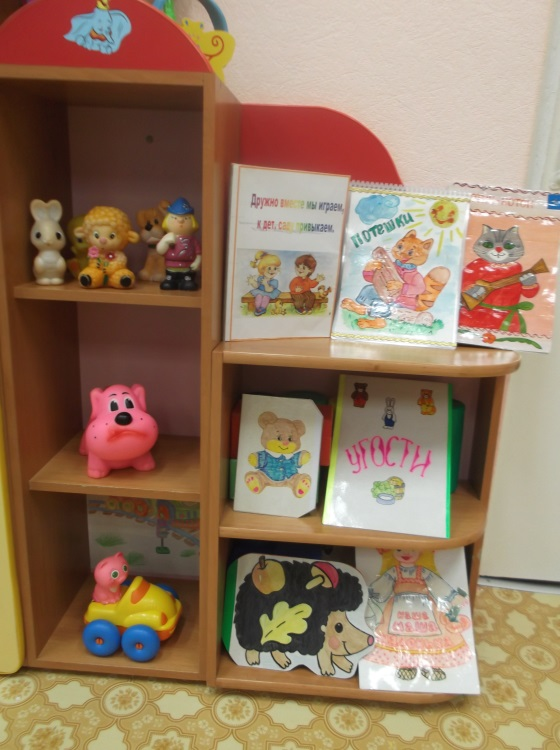 Дружно вместе мы играем,
к дет. саду привыкаем.
Потешки
УГОСТИ